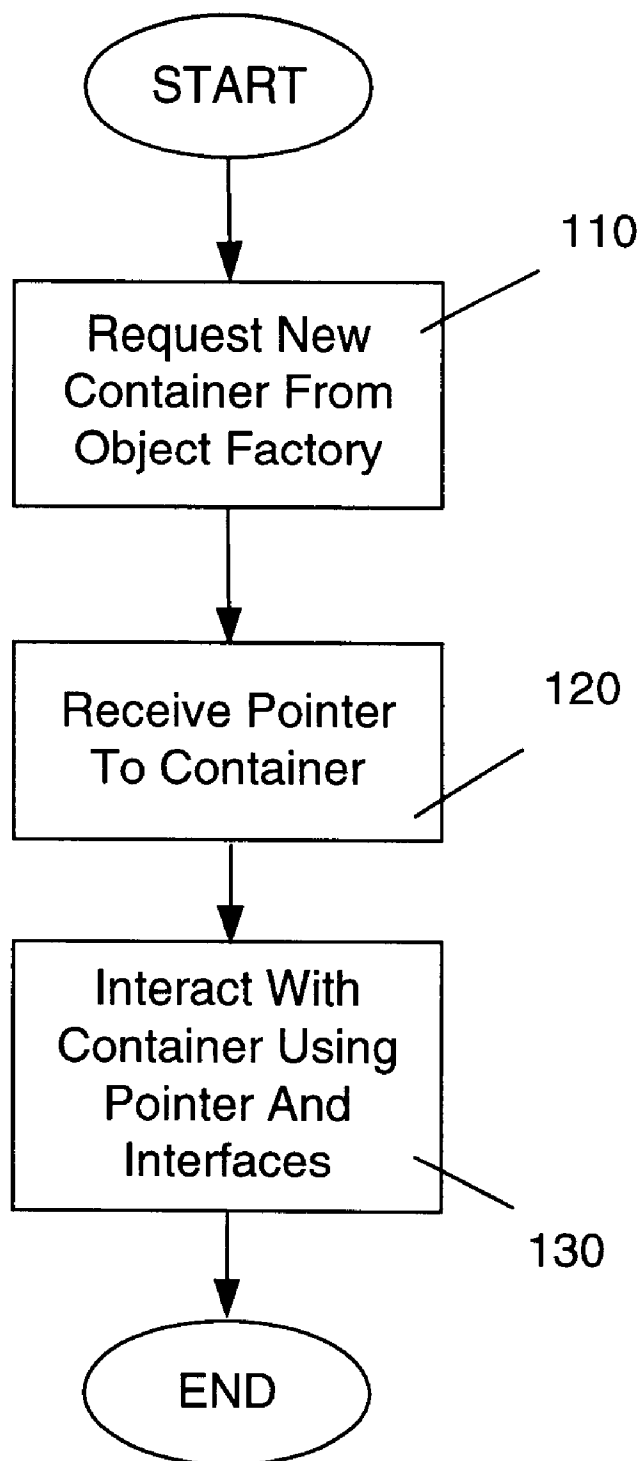 START
110
Request New
Container From
Object Factory
120
Receive Pointer
To Container
Interact With
Container Using
Pointer And
Interfaces
130
END